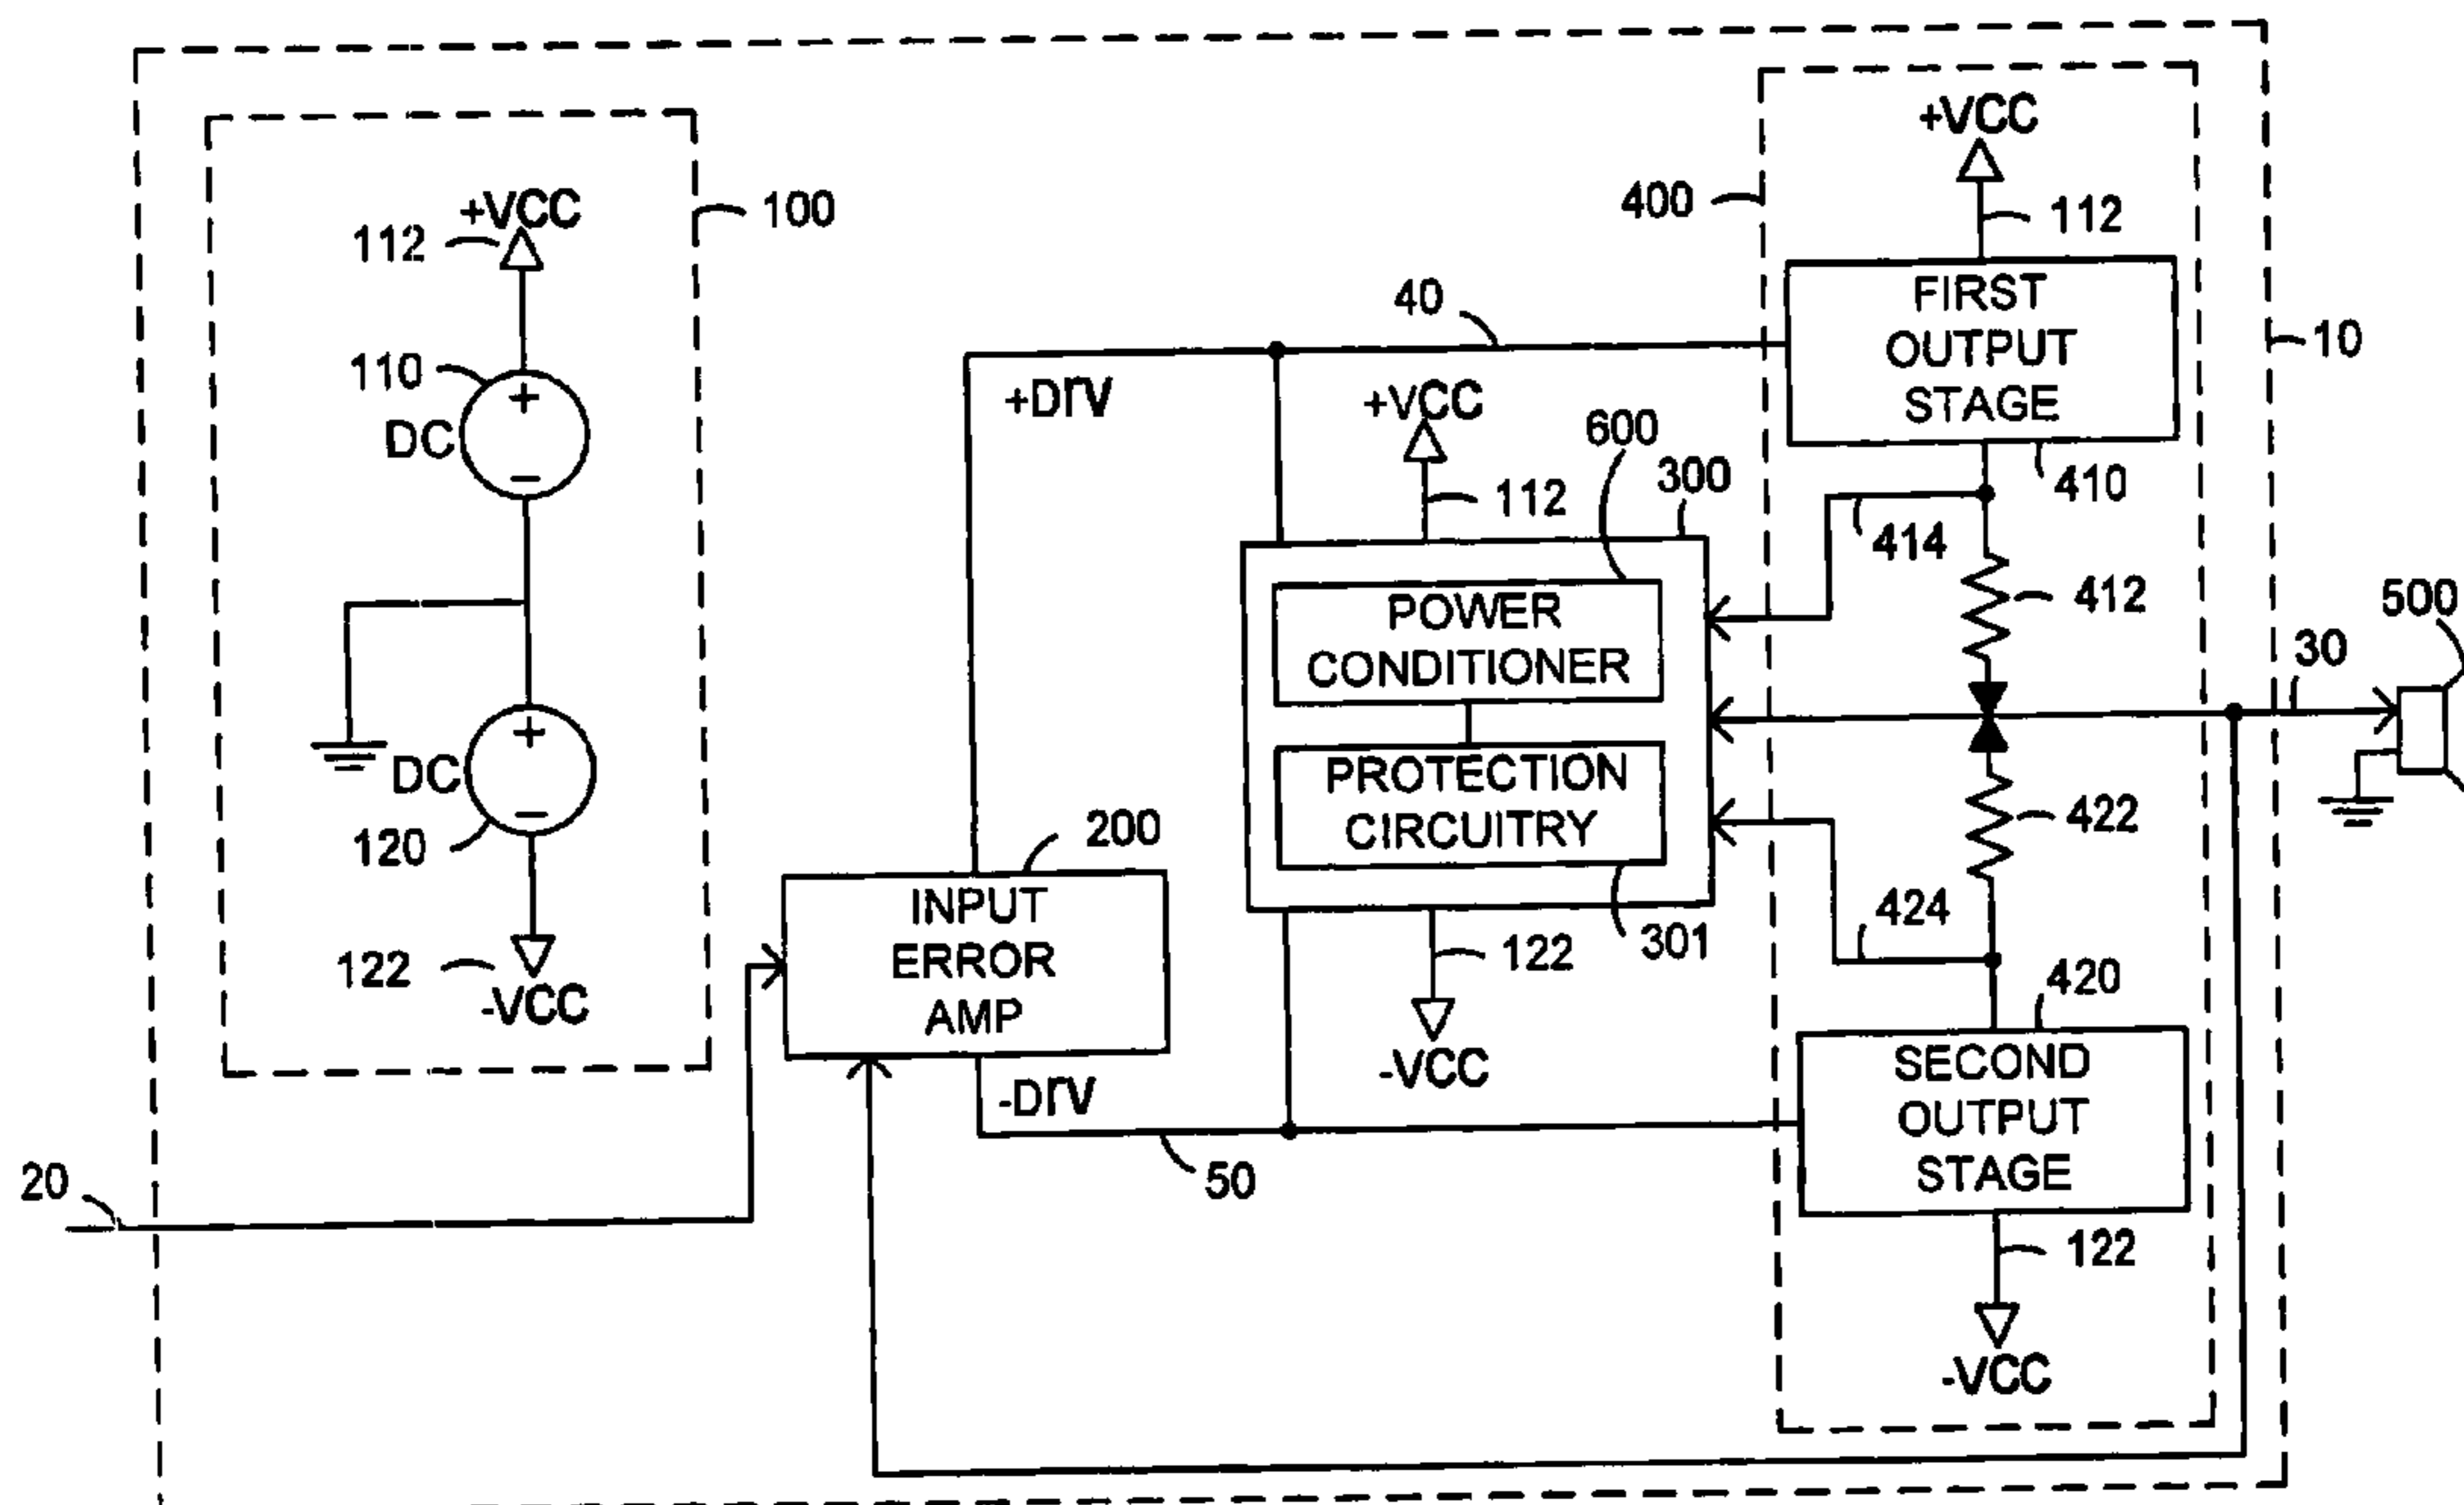 +VCC
112
100
110
+
DC
−
+
DC
−
120
122
-VCC
20
200
INPUT
ERROR
AMP
+Drv
-Drv
40
50
+VCC
112
600
300
POWER
CONDITIONER
PROTECTION
CIRCUITRY
301
122
-VCC
400
+VCC
112
FIRST
OUTPUT
STAGE
410
414
412
422
424
420
SECOND
OUTPUT
STAGE
122
-VCC
10
30
500